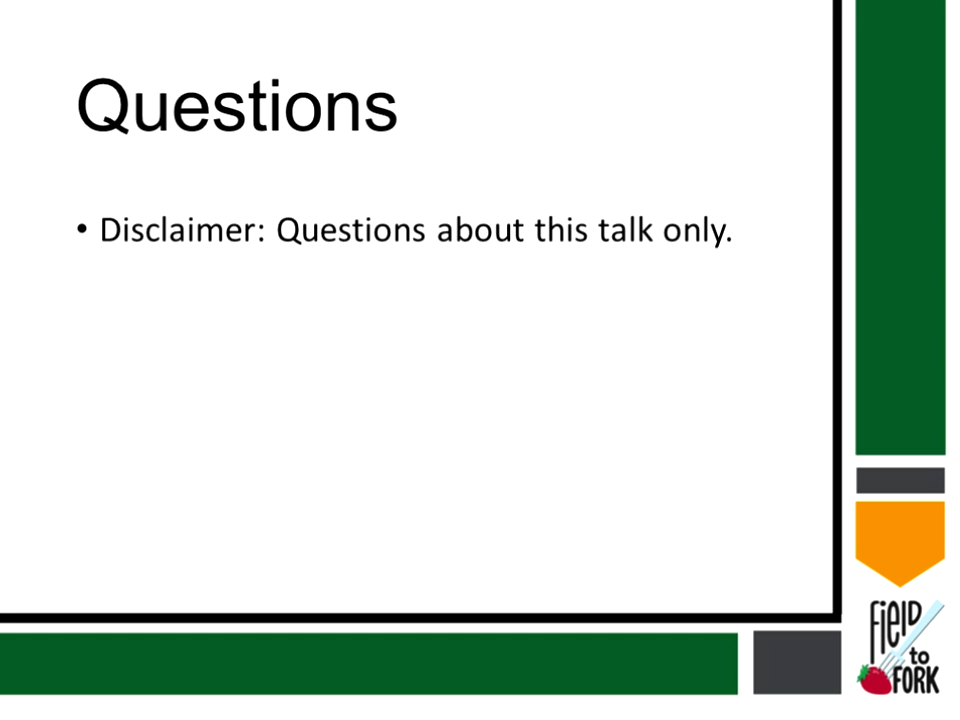 Questions
• Disclaimer: Questions about this talk only.
FiELD
to
FORK